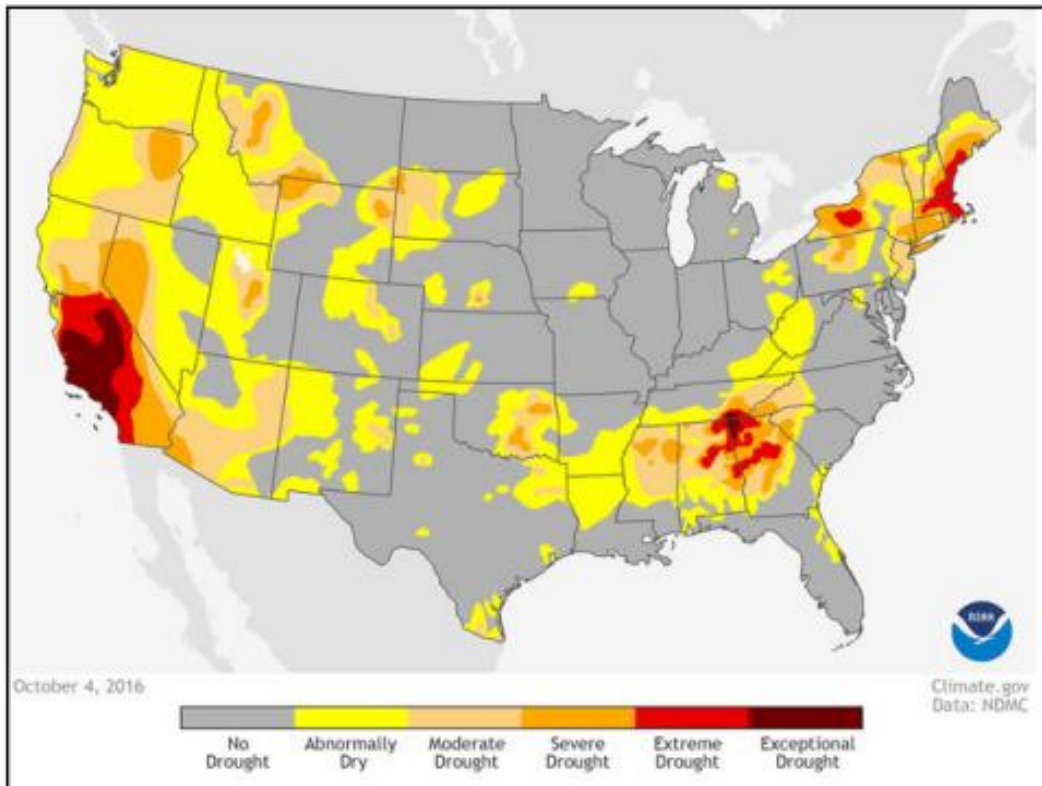 NOAA
October 4, 2016
Climate.gov
Data: NDMC
No Drought
Abnormally Dry
Moderate Drought
Severe Drought
Extreme Drought
Exceptional Drought